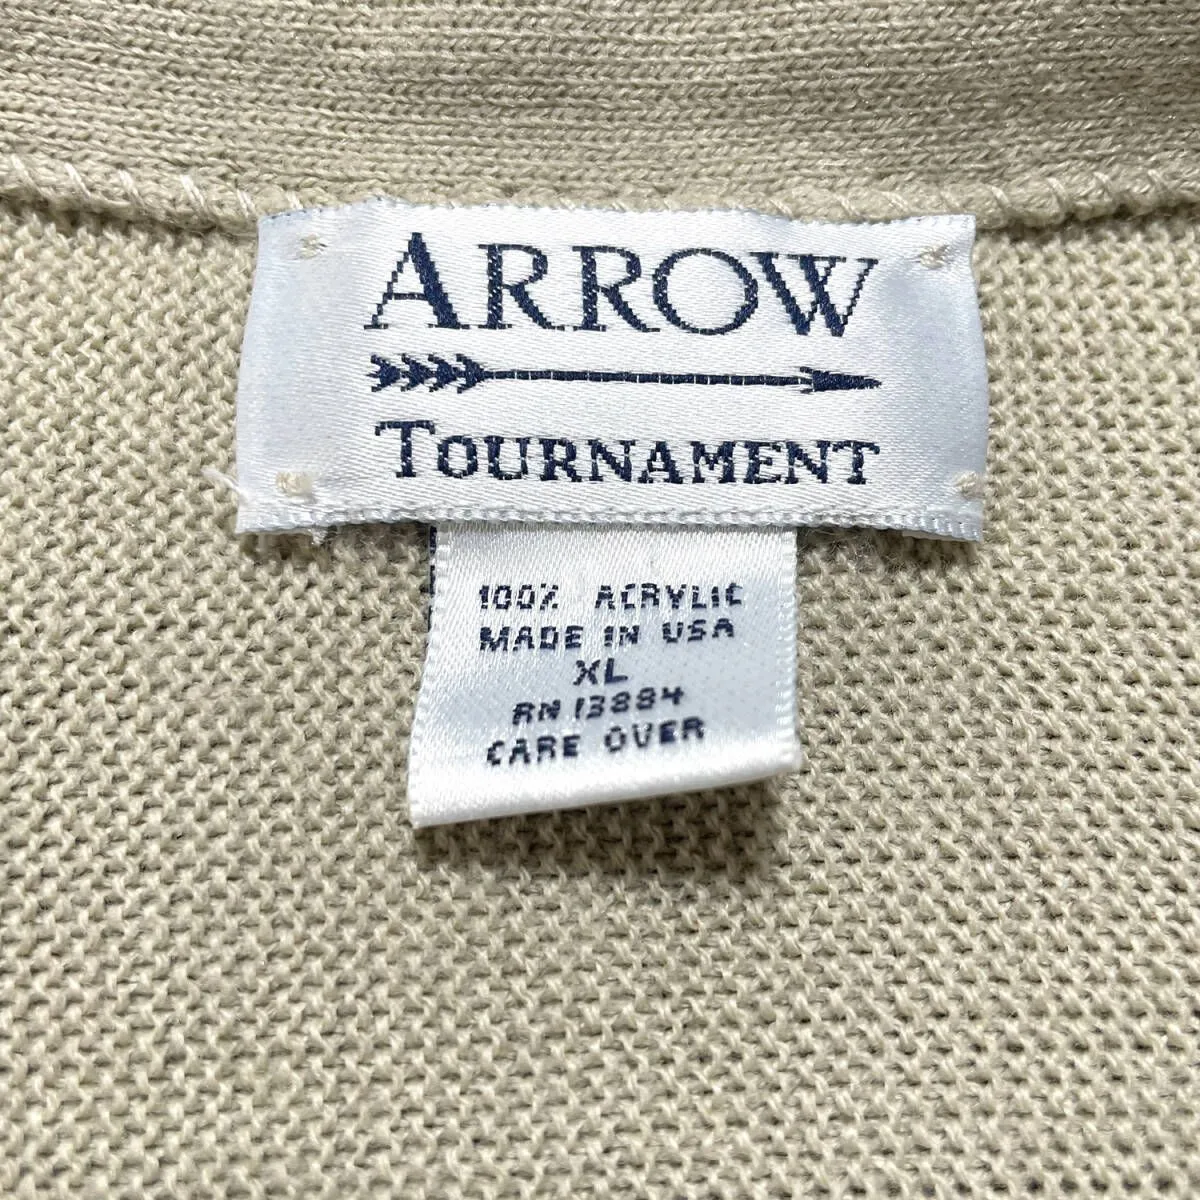 ARROW
TOURNAMENT
100% ACRYLIC
MADE IN USA
XL
RN 13884
CARE OVER